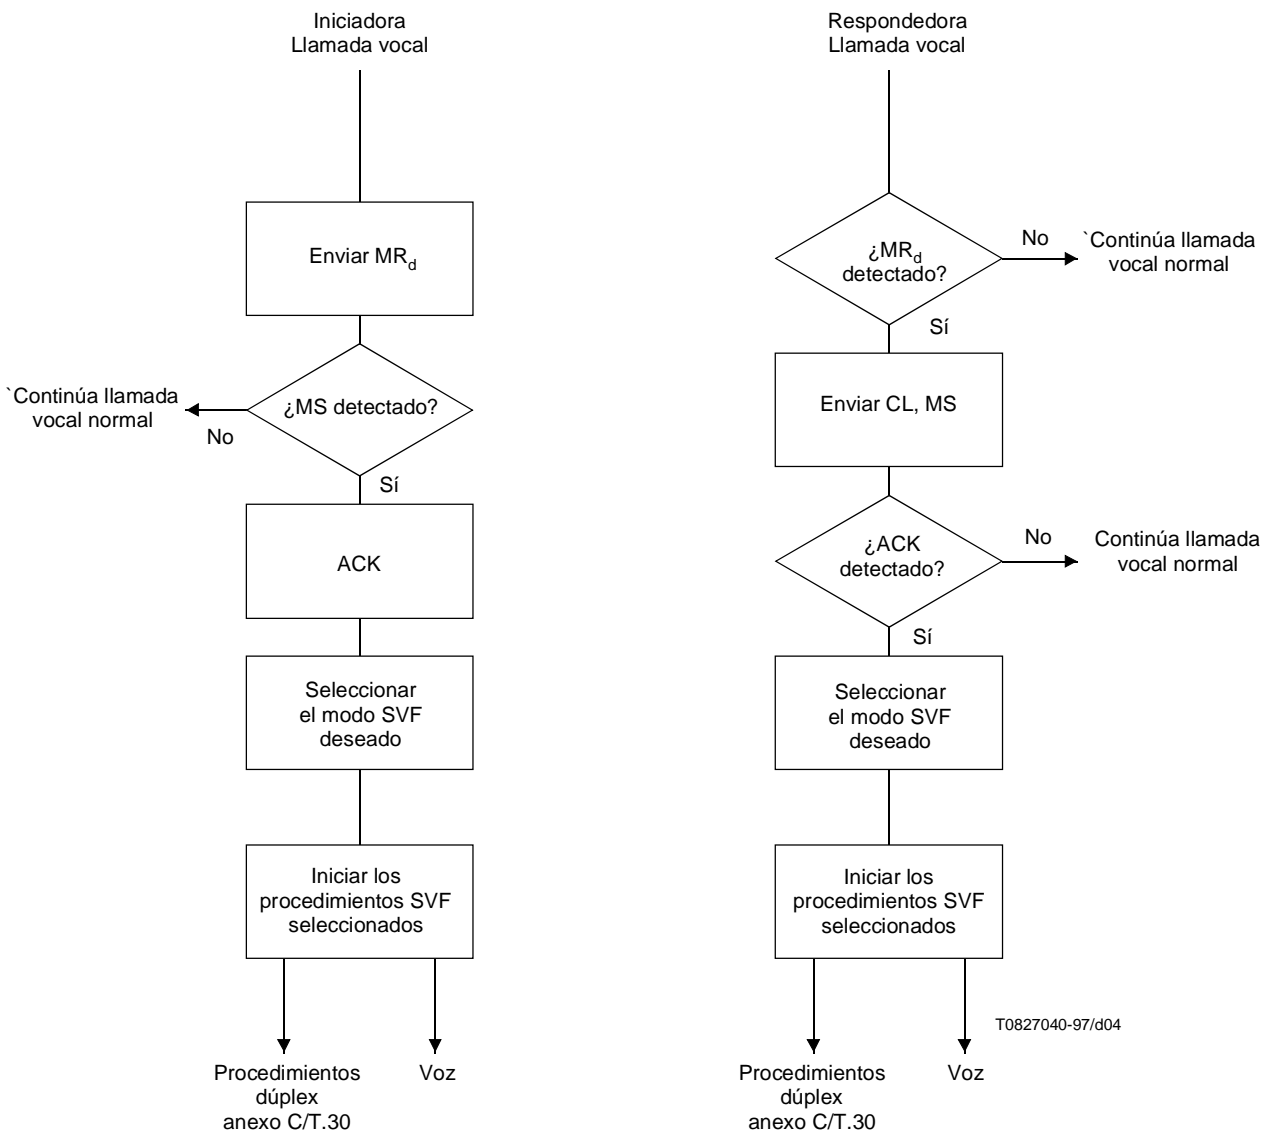 Iniciadora
Llamada vocal
Enviar MRd
¿MS detectado?
`Continúa llamada
vocal normal
No
Sí
ACK
Seleccionar
el modo SVF
deseado
Iniciar los
procedimientos SVF
seleccionados
Procedimientos
dúplex
anexo C/T.30
Voz
Respondedora
Llamada vocal
¿MRd
detectado?
No
`Continúa llamada
vocal normal
Sí
Enviar CL, MS
¿ACK
detectado?
No
Continúa llamada
vocal normal
Sí
Seleccionar
el modo SVF
deseado
Iniciar los
procedimientos SVF
seleccionados
T0827040-97/d04
Procedimientos
dúplex
anexo C/T.30
Voz